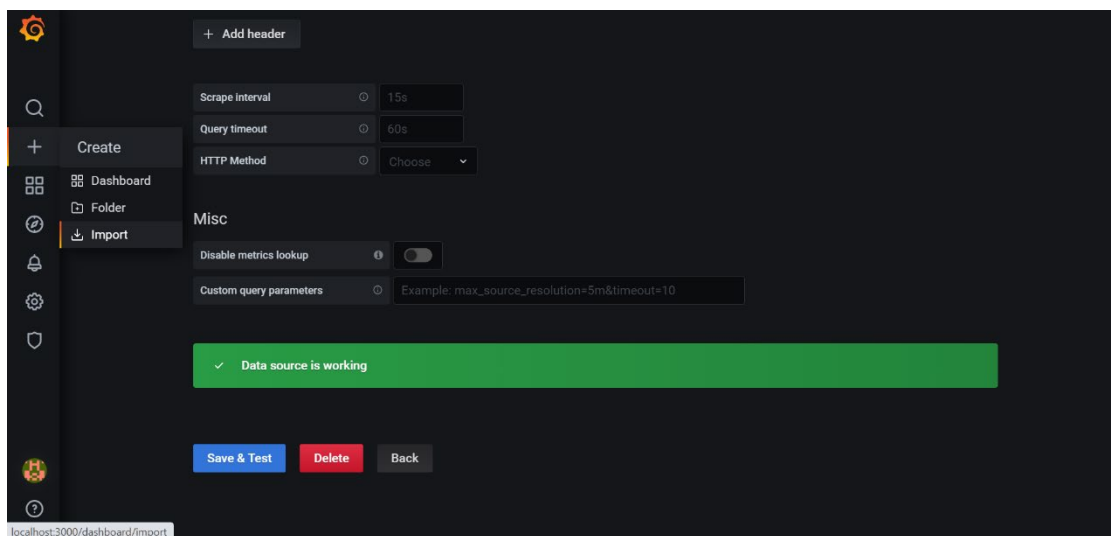 + Add header
Scrape interval 15s
Query timeout 60s
HTTP Method Choose
Create
Dashboard
Folder
Import
Misc
Disable metrics lookup
Custom query parameters Example: max_source_resolution=5m&timeout=10
Data source is working
Save & Test Delete Back
localhost:3000/dashboard/import